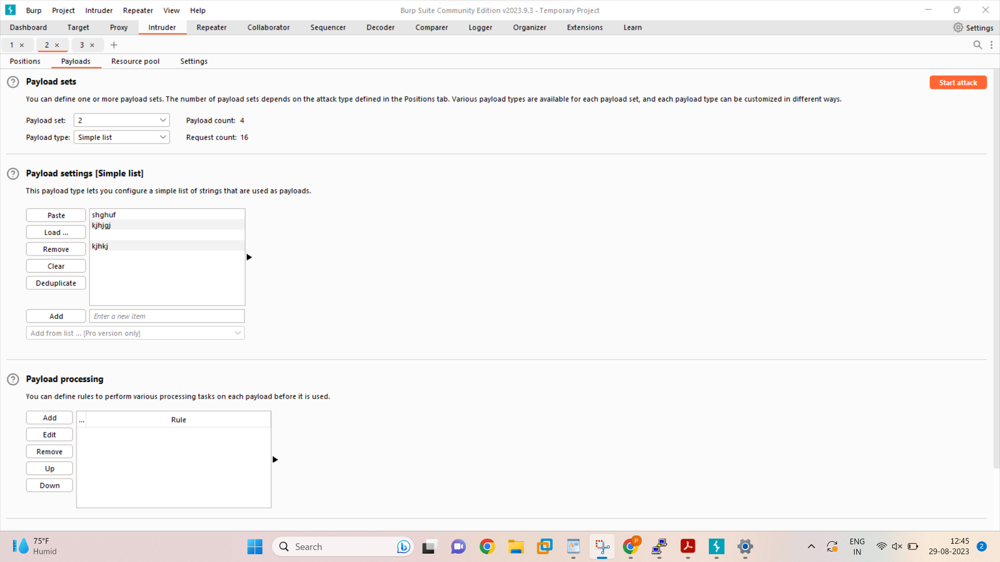 Burp Project Intruder Repeater View Help Burp Suite Community Edition v2023.9.3 - Temporary Project
Dashboard Target Proxy Intruder Repeater Collaborator Sequencer Decoder Comparer Logger Organizer Extensions Learn Settings
1 × 2 × 3 × +
Positions Payloads Resource pool Settings
? Payload sets Start attack
You can define one or more payload sets. The number of payload sets depends on the attack type defined in the Positions tab. Various payload types are available for each payload set, and each payload type can be customized in different ways.
Payload set: 2 Payload count: 4
Payload type: Simple list Request count: 16
? Payload settings [Simple list]
This payload type lets you configure a simple list of strings that are used as payloads.
Paste shghuf
kjhjgj
Load ...
Remove kjhkj
Clear
Deduplicate
Add Enter a new item
Add from list ... [Pro version only]
? Payload processing
You can define rules to perform various processing tasks on each payload before it is used.
Add ... Rule
Edit
Remove
Up
Down
75°F
Humid
Search
P
ENG
IN
12:45
29-08-2023
2